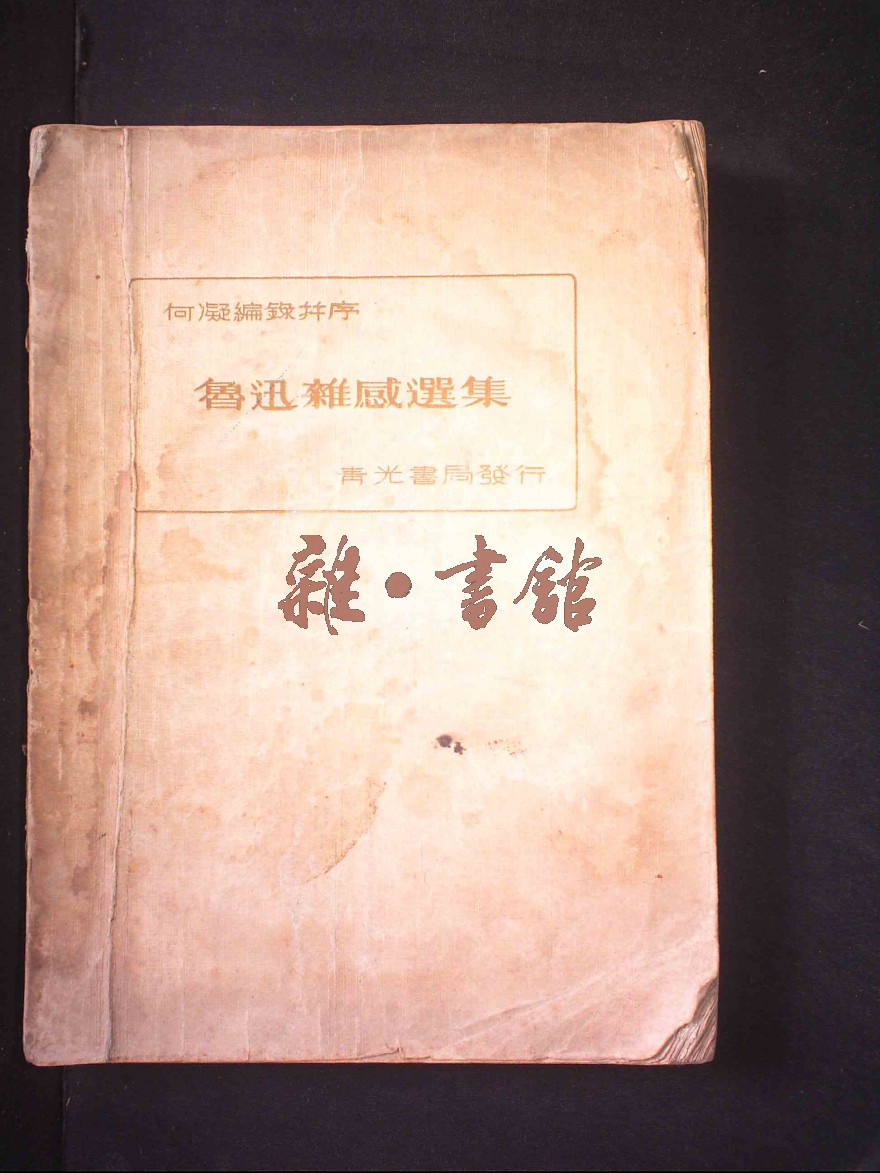 何凝編錄并序
魯迅雜感選集
青光書局發行
雜·書館